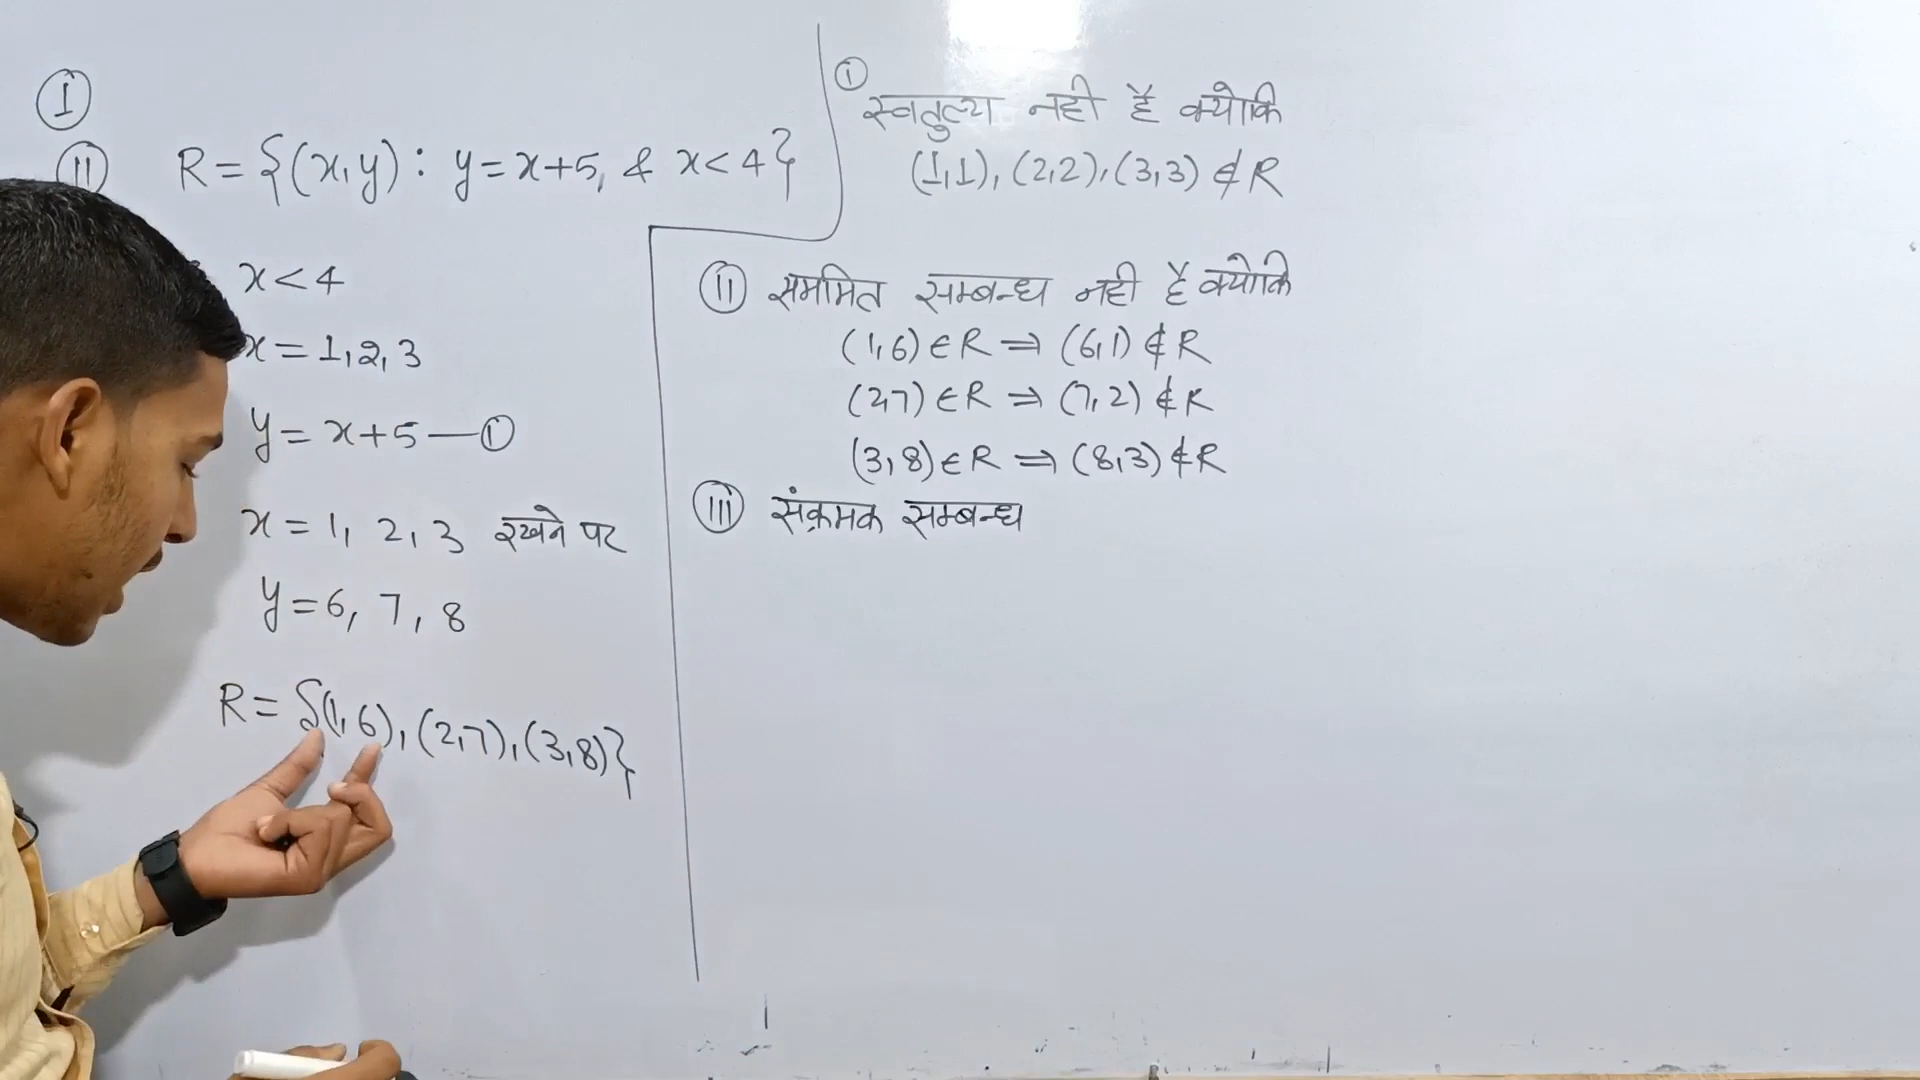 I
II R = {(x,y) : y = x+5, & x < 4}
x < 4
x = 1,2,3
y = x+5 — ①
x = 1, 2, 3 रखने पर
y = 6, 7, 8
R = {(1,6), (2,7), (3,8)}
① स्वतुल्य नही है क्योकि
(1,1), (2,2), (3,3) ∉ R
II सममित सम्बन्ध नही है क्योकि
(1,6) ∈ R ⇒ (6,1) ∉ R
(2,7) ∈ R ⇒ (7,2) ∉ R
(3,8) ∈ R ⇒ (8,3) ∉ R
III संक्रमक सम्बन्ध